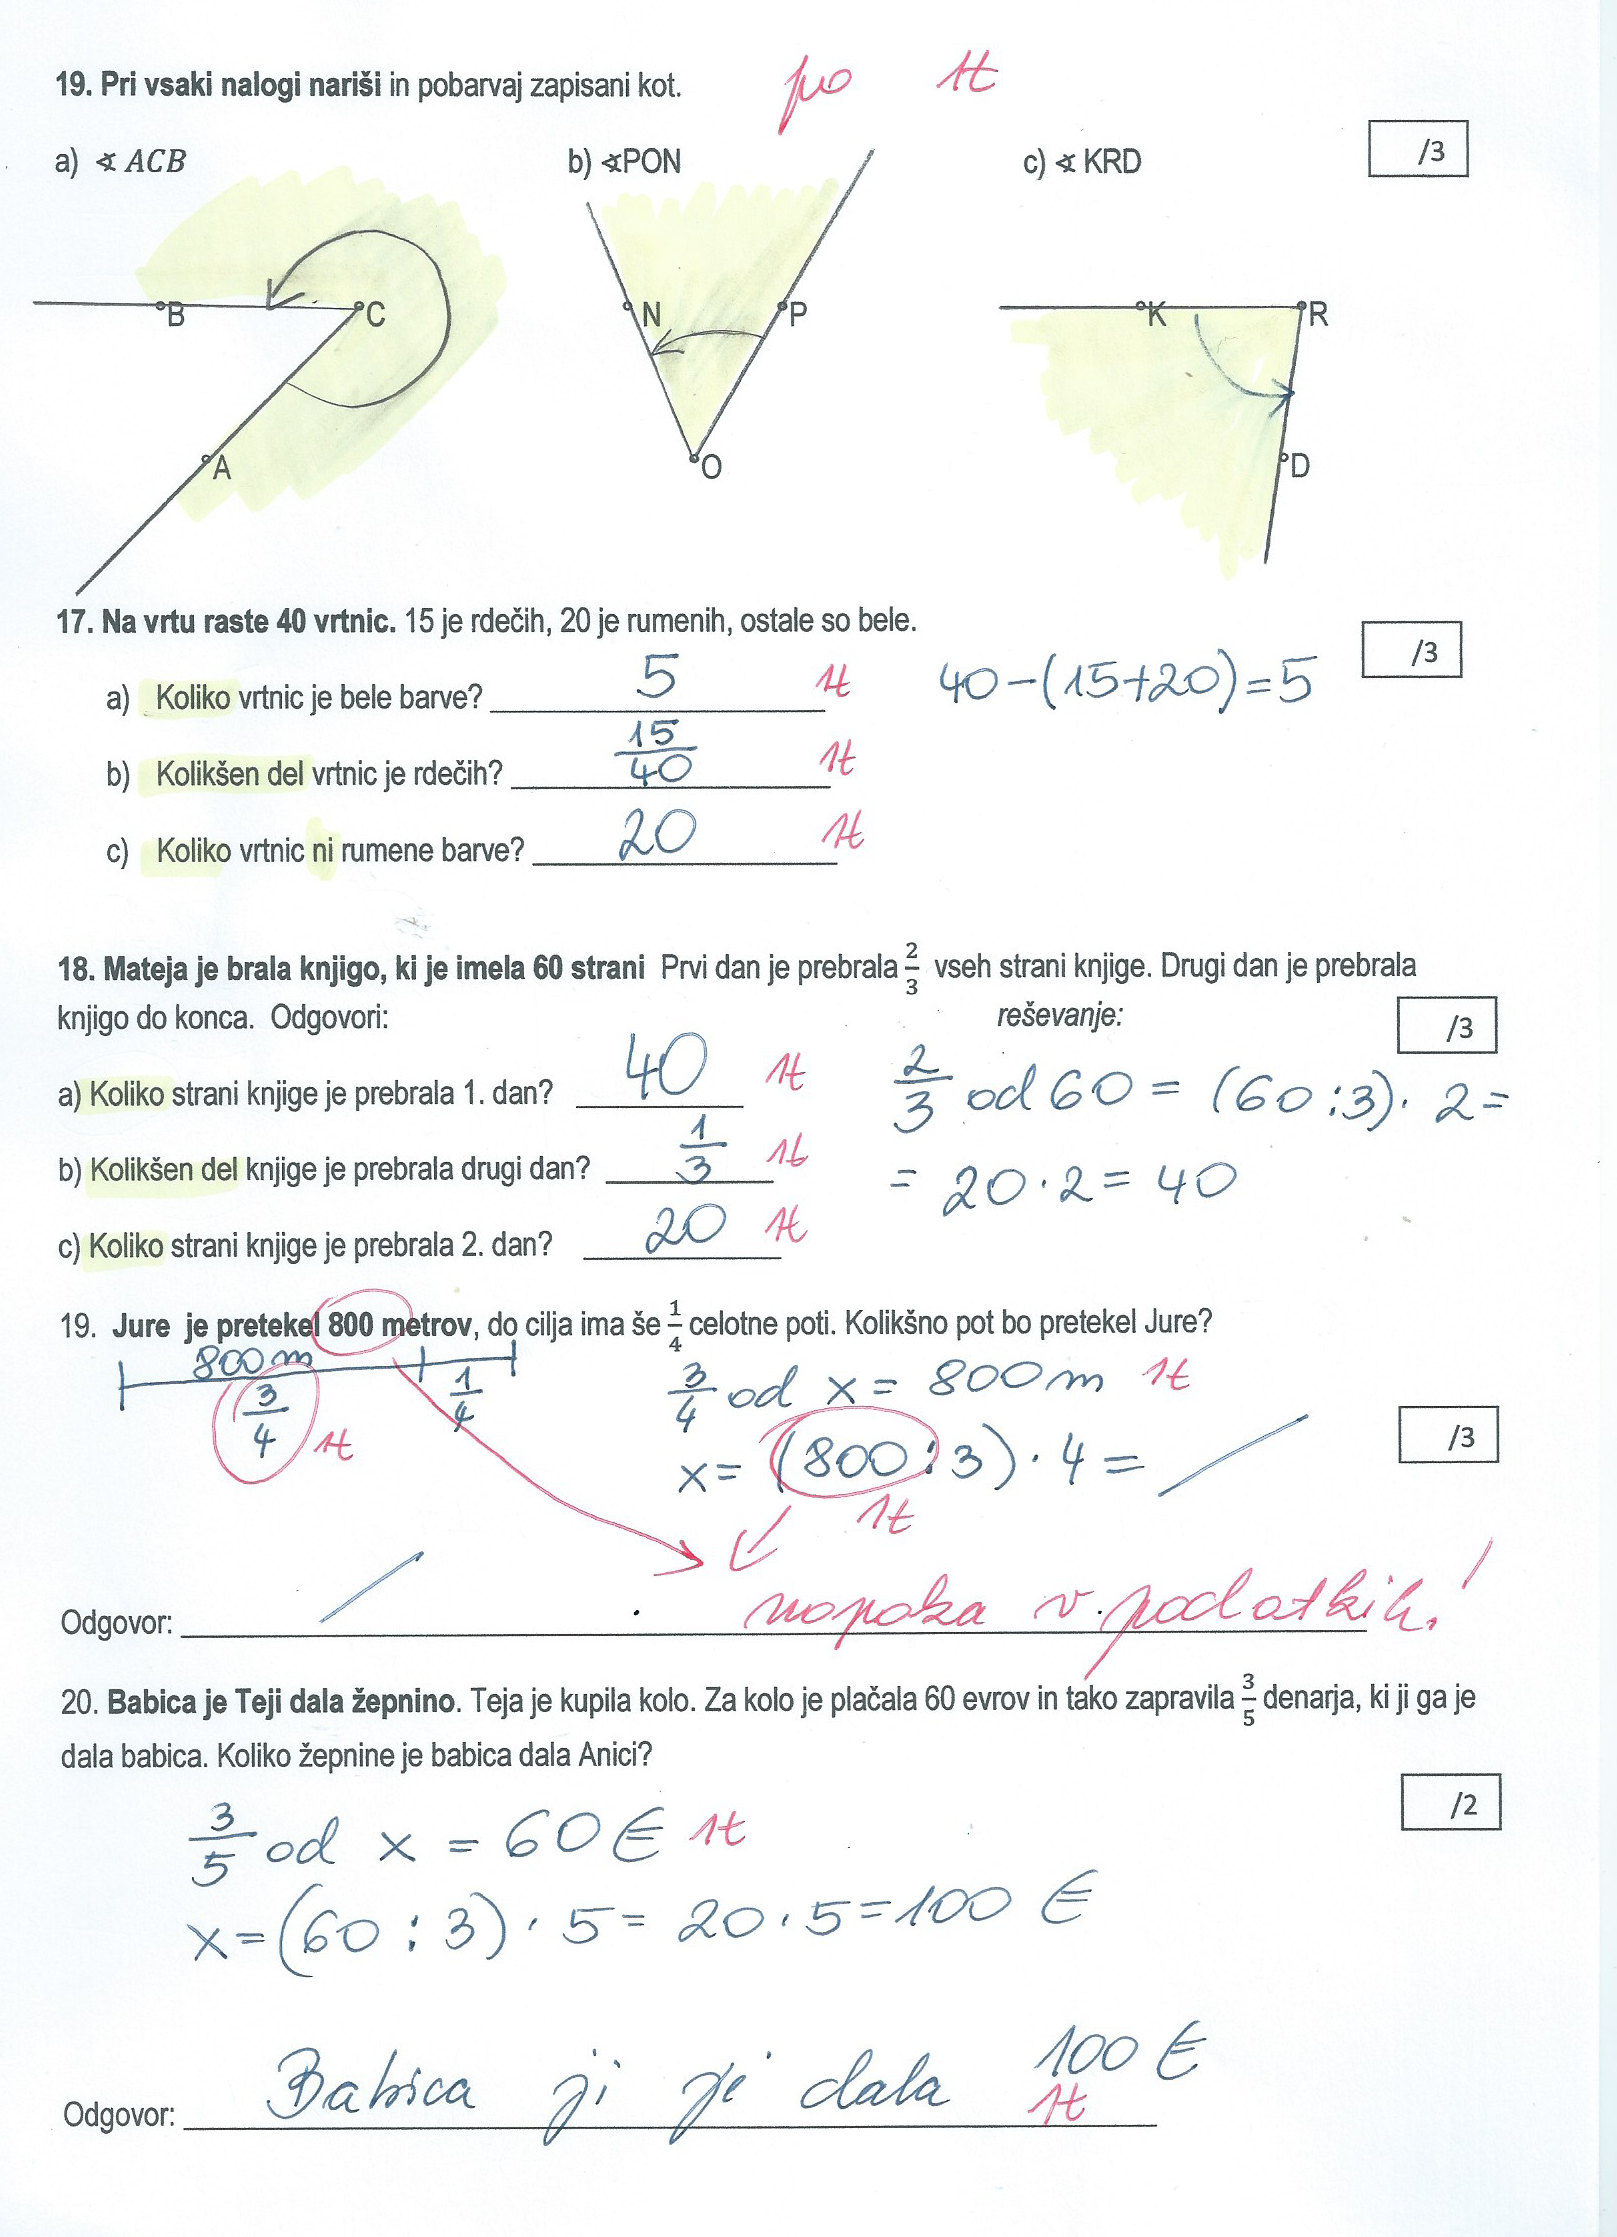 19. Pri vsaki nalogi nariši in pobarvaj zapisani kot. po 1t
/3
a) ∢ ACB b) ∢PON c) ∢ KRD
B C N P K R
A O D
17. Na vrtu raste 40 vrtnic. 15 je rdečih, 20 je rumenih, ostale so bele.
/3
a) Koliko vrtnic je bele barve? 5 1t 40-(15+20)=5
b) Kolikšen del vrtnic je rdečih? 15/40 1t
c) Koliko vrtnic ni rumene barve? 20 1t
18. Mateja je brala knjigo, ki je imela 60 strani Prvi dan je prebrala 2/3 vseh strani knjige. Drugi dan je prebrala
knjigo do konca. Odgovori: reševanje:
/3
a) Koliko strani knjige je prebrala 1. dan? 40 1t 2/3 od 60 = (60:3)· 2=
b) Kolikšen del knjige je prebrala drugi dan? 1/3 1t = 20·2= 40
c) Koliko strani knjige je prebrala 2. dan? 20 1t
19. Jure je pretekel 800 metrov, do cilja ima še 1/4 celotne poti. Kolikšno pot bo pretekel Jure?
800m
3/4 1t 1/4 3/4 od x = 800m 1t
/3
x= (800:3)·4=
1t
napaka v podatkih!
Odgovor:
20. Babica je Teji dala žepnino. Teja je kupila kolo. Za kolo je plačala 60 evrov in tako zapravila 3/5 denarja, ki ji ga je
dala babica. Koliko žepnine je babica dala Anici?
/2
3/5 od x = 60€ 1t
x=(60:3)·5= 20·5=100 €
Odgovor: Babica ji je dala 100 €
1t